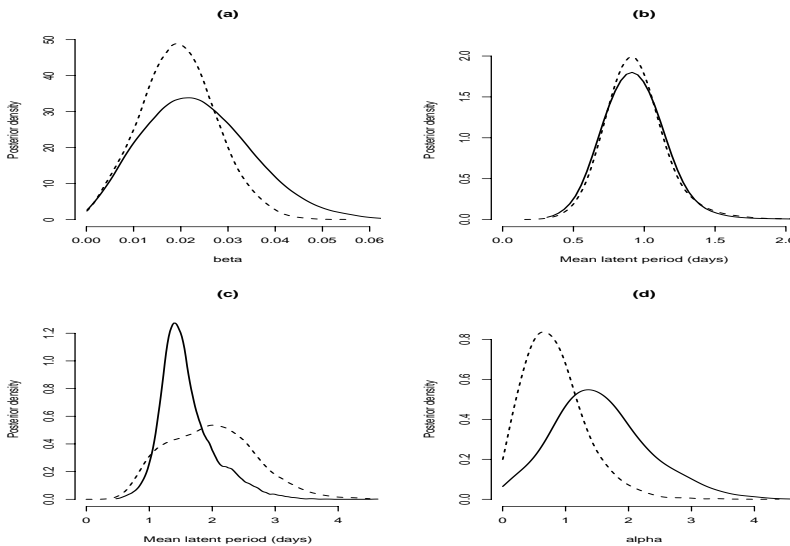 (a)
Posterior density
0 10 20 30 40 50
0.00 0.01 0.02 0.03 0.04 0.05 0.06
beta
(b)
Posterior density
0.0 0.5 1.0 1.5 2.0
0.0 0.5 1.0 1.5 2.0
Mean latent period (days)
(c)
Posterior density
0.0 0.2 0.4 0.6 0.8 1.0 1.2
0 1 2 3 4
Mean latent period (days)
(d)
Posterior density
0.0 0.2 0.4 0.6 0.8
0 1 2 3 4
alpha